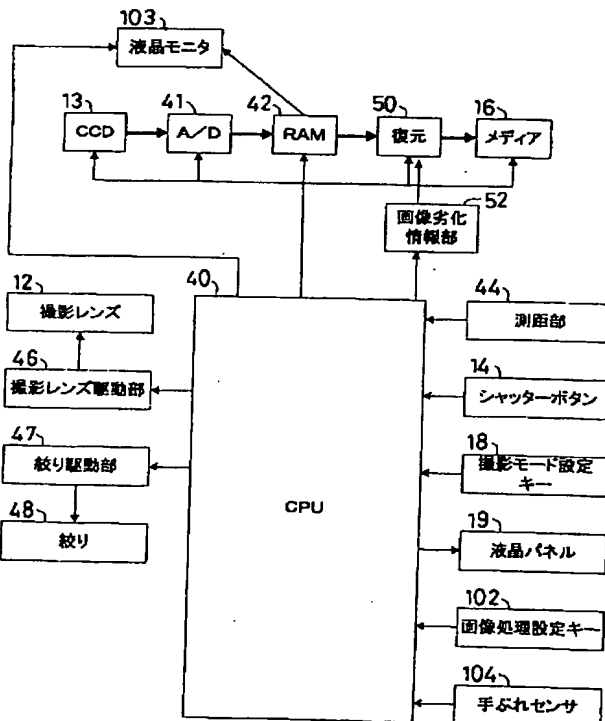 103
液晶モニタ
13
CCD
41
A/D
42
RAM
50
復元
16
メディア
52
画像劣化
情報部
12
撮影レンズ
40
CPU
44
測距部
46
撮影レンズ駆動部
14
シャッターボタン
47
絞り駆動部
18
撮影モード設定
キー
48
絞り
19
液晶パネル
102
画像処理設定キー
104
手ぶれセンサ